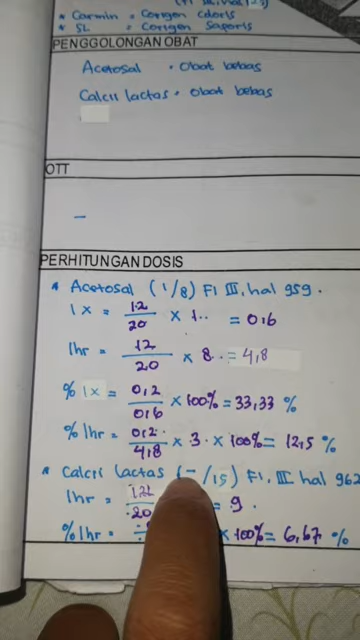 * Carmin = Corigen Coloris
* SL = Corigen Saporis
PENGGOLONGAN OBAT
Acetosal . Obat bebas
Calcii lactas . Obat bebas
OTT
–
PERHITUNGAN DOSIS
* Acetosal (1/8) FI III, hal 959.
1x = 12/20 x 1.. = 0,6
1hr = 12/20 x 8. = 4,8
% 1x = 0,2/0,6 x 100% = 33,33 %
% 1hr = 0,2./4,8 x 3. x 100% = 12,5 %
* Calcii lactas (–/15) FI, III hal 962
1hr = 12/20 = 9.
% 1hr = x 100% = 6,67 %